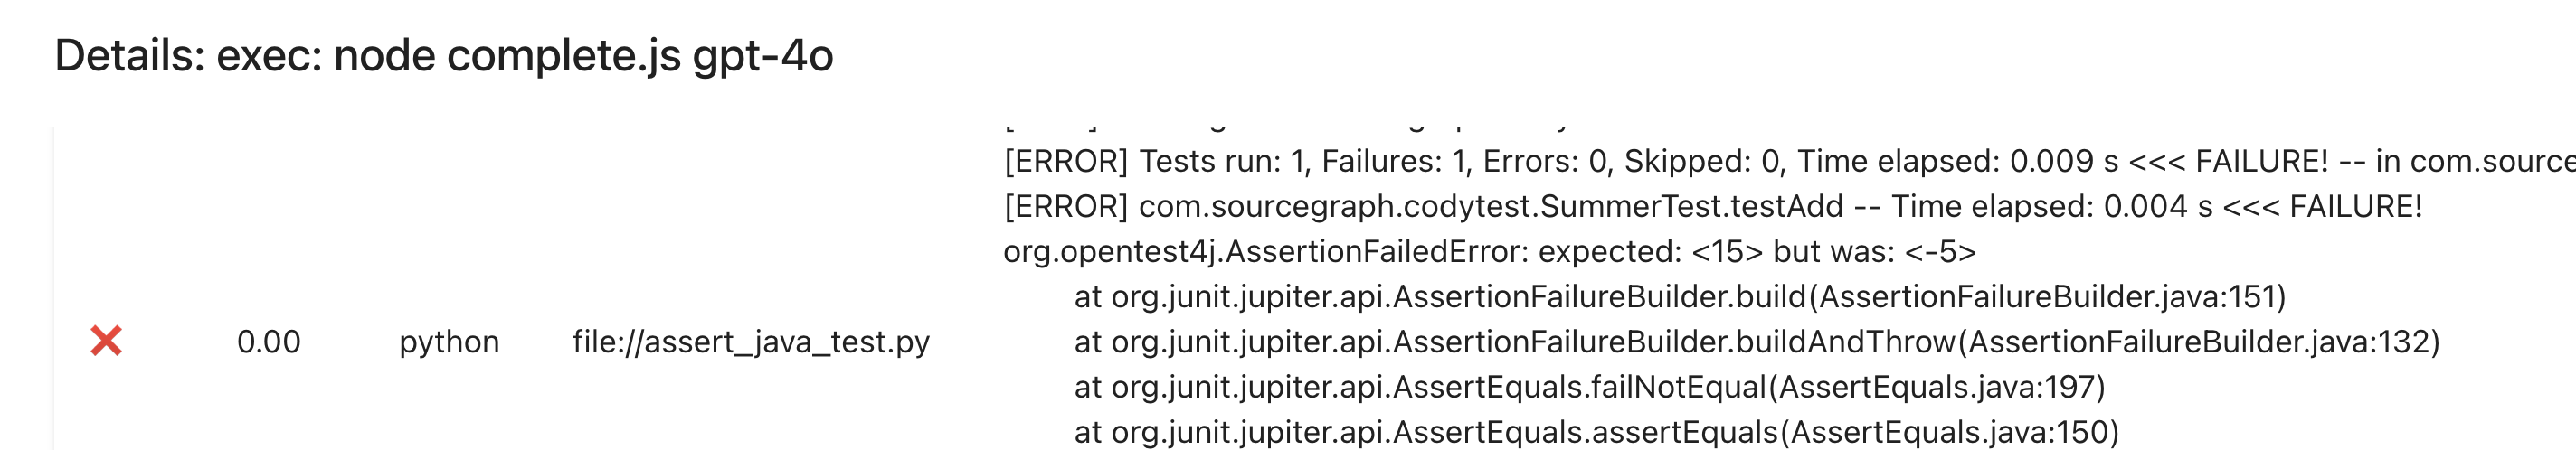 Details: exec: node complete.js gpt-4o
[ERROR] Tests run: 1, Failures: 1, Errors: 0, Skipped: 0, Time elapsed: 0.009 s <<< FAILURE! -- in com.source
[ERROR] com.sourcegraph.codytest.SummerTest.testAdd -- Time elapsed: 0.004 s <<< FAILURE!
org.opentest4j.AssertionFailedError: expected: <15> but was: <-5>
at org.junit.jupiter.api.AssertionFailureBuilder.build(AssertionFailureBuilder.java:151)
0.00 python file://assert_java_test.py at org.junit.jupiter.api.AssertionFailureBuilder.buildAndThrow(AssertionFailureBuilder.java:132)
at org.junit.jupiter.api.AssertEquals.failNotEqual(AssertEquals.java:197)
at org.junit.jupiter.api.AssertEquals.assertEquals(AssertEquals.java:150)